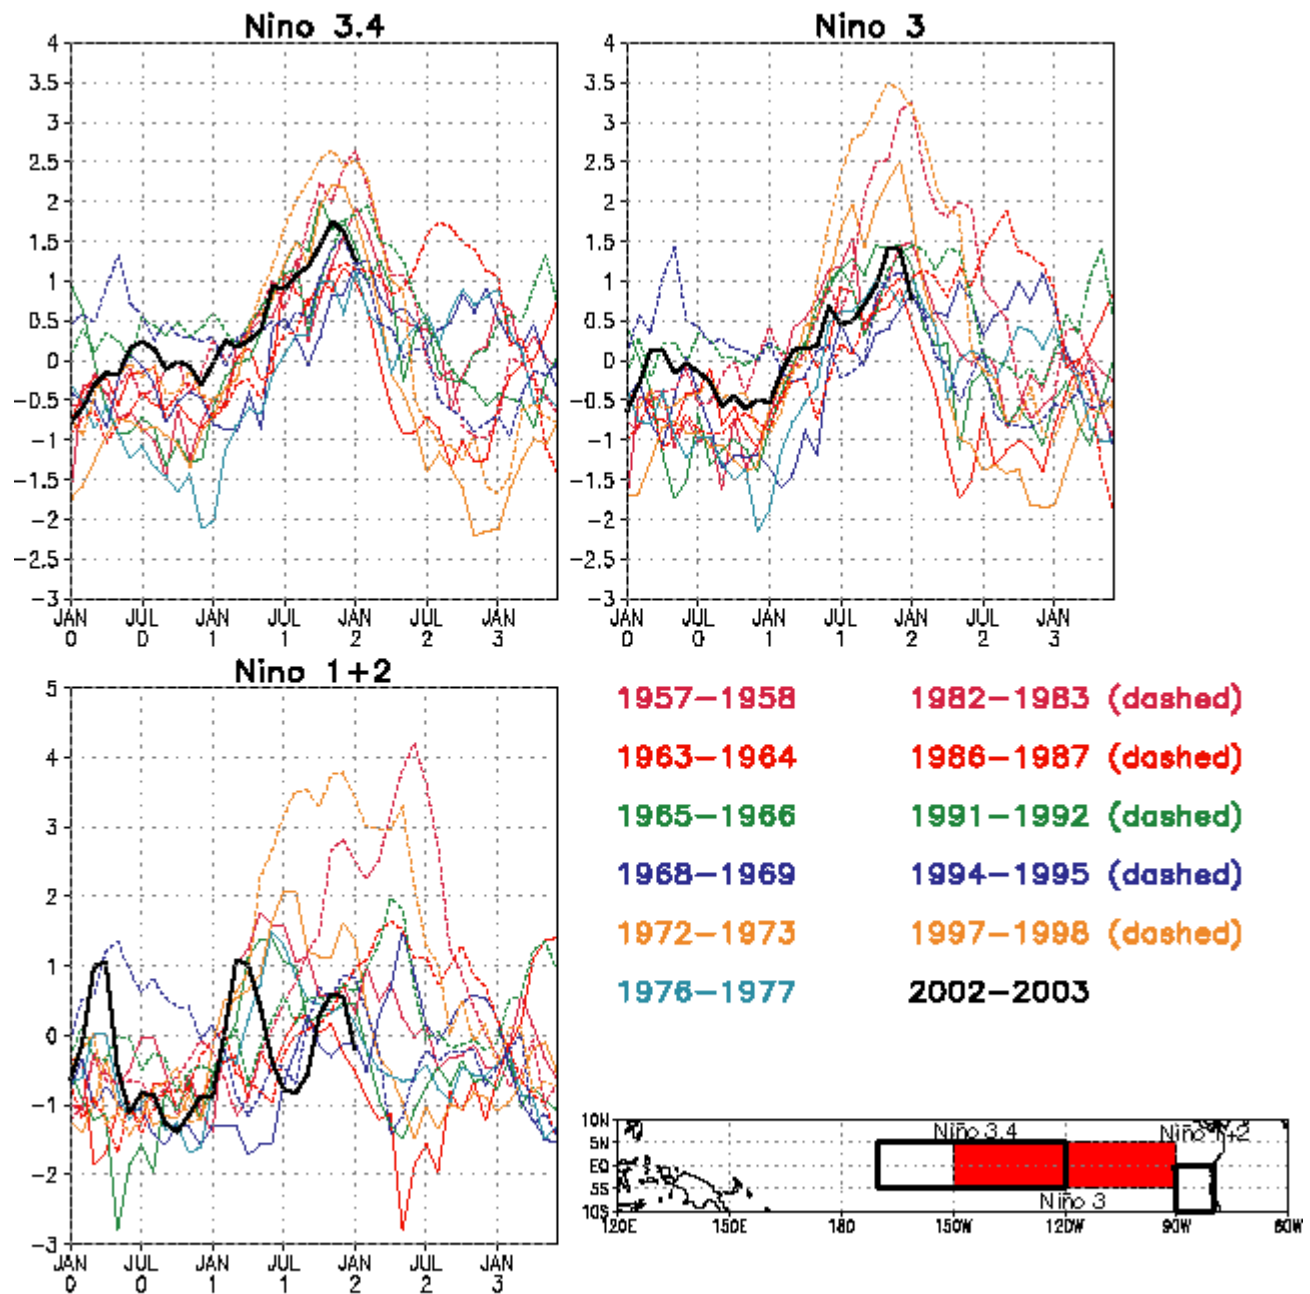 Nino 3.4
4
3.5
3
2.5
2
1.5
1
0.5
0
-0.5
-1
-1.5
-2
-2.5
-3
JAN JUL JAN JUL JAN JUL JAN
0 0 1 1 2 2 3
Nino 3
4
3.5
3
2.5
2
1.5
1
0.5
0
-0.5
-1
-1.5
-2
-2.5
-3
JAN JUL JAN JUL JAN JUL JAN
0 0 1 1 2 2 3
Nino 1+2
5
4
3
2
1
0
-1
-2
-3
JAN JUL JAN JUL JAN JUL JAN
0 0 1 1 2 2 3
1957-1958 1982-1983 (dashed)
1963-1964 1986-1987 (dashed)
1965-1966 1991-1992 (dashed)
1968-1969 1994-1995 (dashed)
1972-1973 1997-1998 (dashed)
1976-1977 2002-2003
10N
5N
EQ
5S
10S
Niño 3.4 Niño 1+2
Niño 3
120E 150E 180 150W 120W 90W 60W